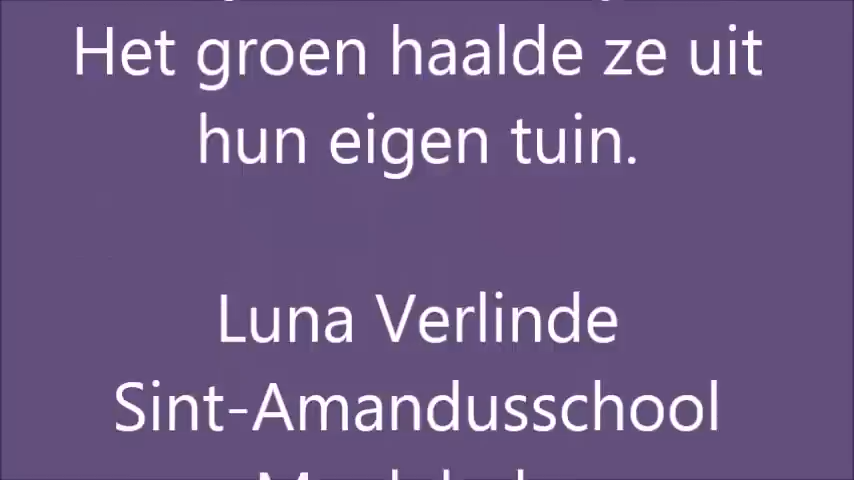 Het groen haalde ze uit
hun eigen tuin.
Luna Verlinde
Sint-Amandusschool